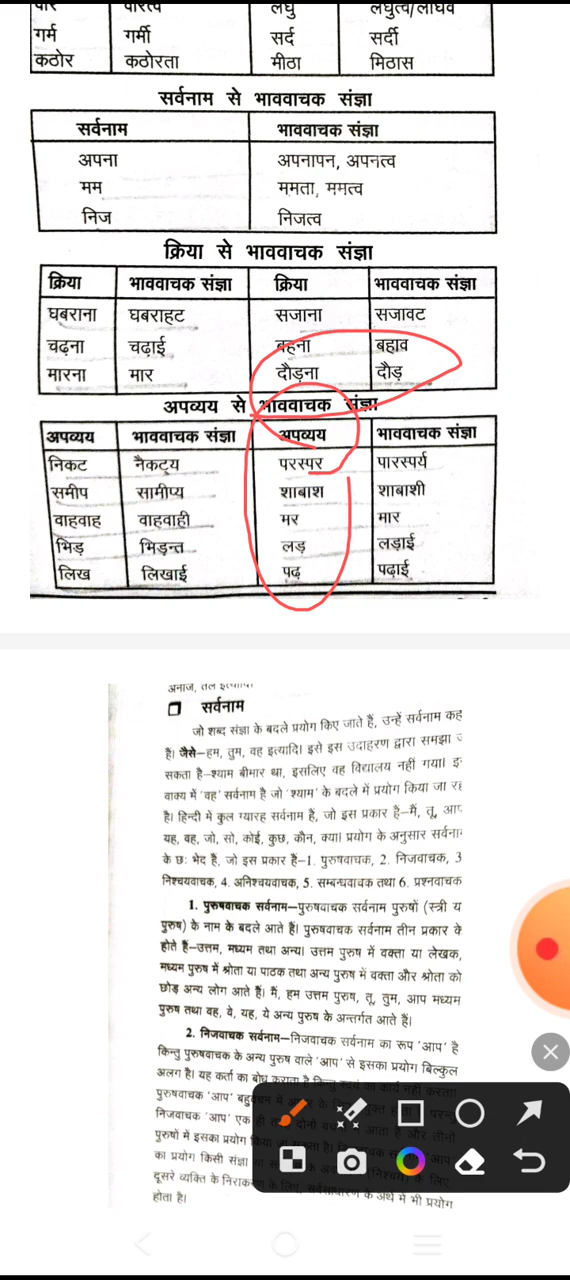 गर्म गर्मी सर्द सर्दी
कठोर कठोरता मीठा मिठास
सर्वनाम से भाववाचक संज्ञा
सर्वनाम भाववाचक संज्ञा
अपना अपनापन, अपनत्व
मम ममता, ममत्व
निज निजत्व
क्रिया से भाववाचक संज्ञा
क्रिया भाववाचक संज्ञा क्रिया भाववाचक संज्ञा
घबराना घबराहट सजाना सजावट
चढ़ना चढ़ाई बहना बहाव
मारना मार दौड़ना दौड़
अपव्यय से भाववाचक संज्ञा
अपव्यय भाववाचक संज्ञा अपव्यय भाववाचक संज्ञा
निकट नैकट्य परस्पर पारस्पर्य
समीप सामीप्य शाबाश शाबाशी
वाहवाह वाहवाही मर मार
भिड़ भिड़न्त लड़ लड़ाई
लिख लिखाई पढ़ पढ़ाई
सर्वनाम
जो शब्द संज्ञा के बदले प्रयोग किए जाते हैं, उन्हें सर्वनाम कह
हैं। जैसे—हम, तुम, वह इत्यादि। इसे इस उदाहरण द्वारा समझा
सकता है—श्याम बीमार था, इसलिए वह विद्यालय नहीं गया।
वाक्य में 'वह' सर्वनाम है जो 'श्याम' के बदले में प्रयोग किया जा
है। हिन्दी में कुल ग्यारह सर्वनाम हैं, जो इस प्रकार हैं—मैं, तू, आप
यह, वह, जो, सो, कोई, कुछ, कौन, क्या। प्रयोग के अनुसार सर्वना
के छः भेद हैं, जो इस प्रकार हैं—1. पुरुषवाचक, 2. निजवाचक, 3
निश्चयवाचक, 4. अनिश्चयवाचक, 5. सम्बन्धवाचक तथा 6. प्रश्नवाचक
1. पुरुषवाचक सर्वनाम—पुरुषवाचक सर्वनाम पुरुषों (स्त्री य
पुरुष) के नाम के बदले आते हैं। पुरुषवाचक सर्वनाम तीन प्रकार के
होते हैं—उत्तम, मध्यम तथा अन्य। उत्तम पुरुष में वक्ता या लेखक,
मध्यम पुरुष में श्रोता या पाठक तथा अन्य पुरुष में वक्ता और श्रोता को
छोड़ अन्य लोग आते हैं। मैं, हम उत्तम पुरुष, तू, तुम, आप मध्यम
पुरुष तथा वह, वे, यह, ये अन्य पुरुष के अन्तर्गत आते हैं।
2. निजवाचक सर्वनाम—निजवाचक सर्वनाम का रूप 'आप' है
किन्तु पुरुषवाचक के अन्य पुरुष वाले 'आप' से इसका प्रयोग बिल्कुल
अलग है। यह कर्ता का बोध कराता है
पुरुषवाचक 'आप'
निजवाचक 'आप' एक ही
पुरुषों में इसका प्रयोग किया
का प्रयोग किसी संज्ञा
दूसरे व्यक्ति के निराकरण के लिए, सर्वसाधारण के अर्थ में भी प्रयोग
होता है।